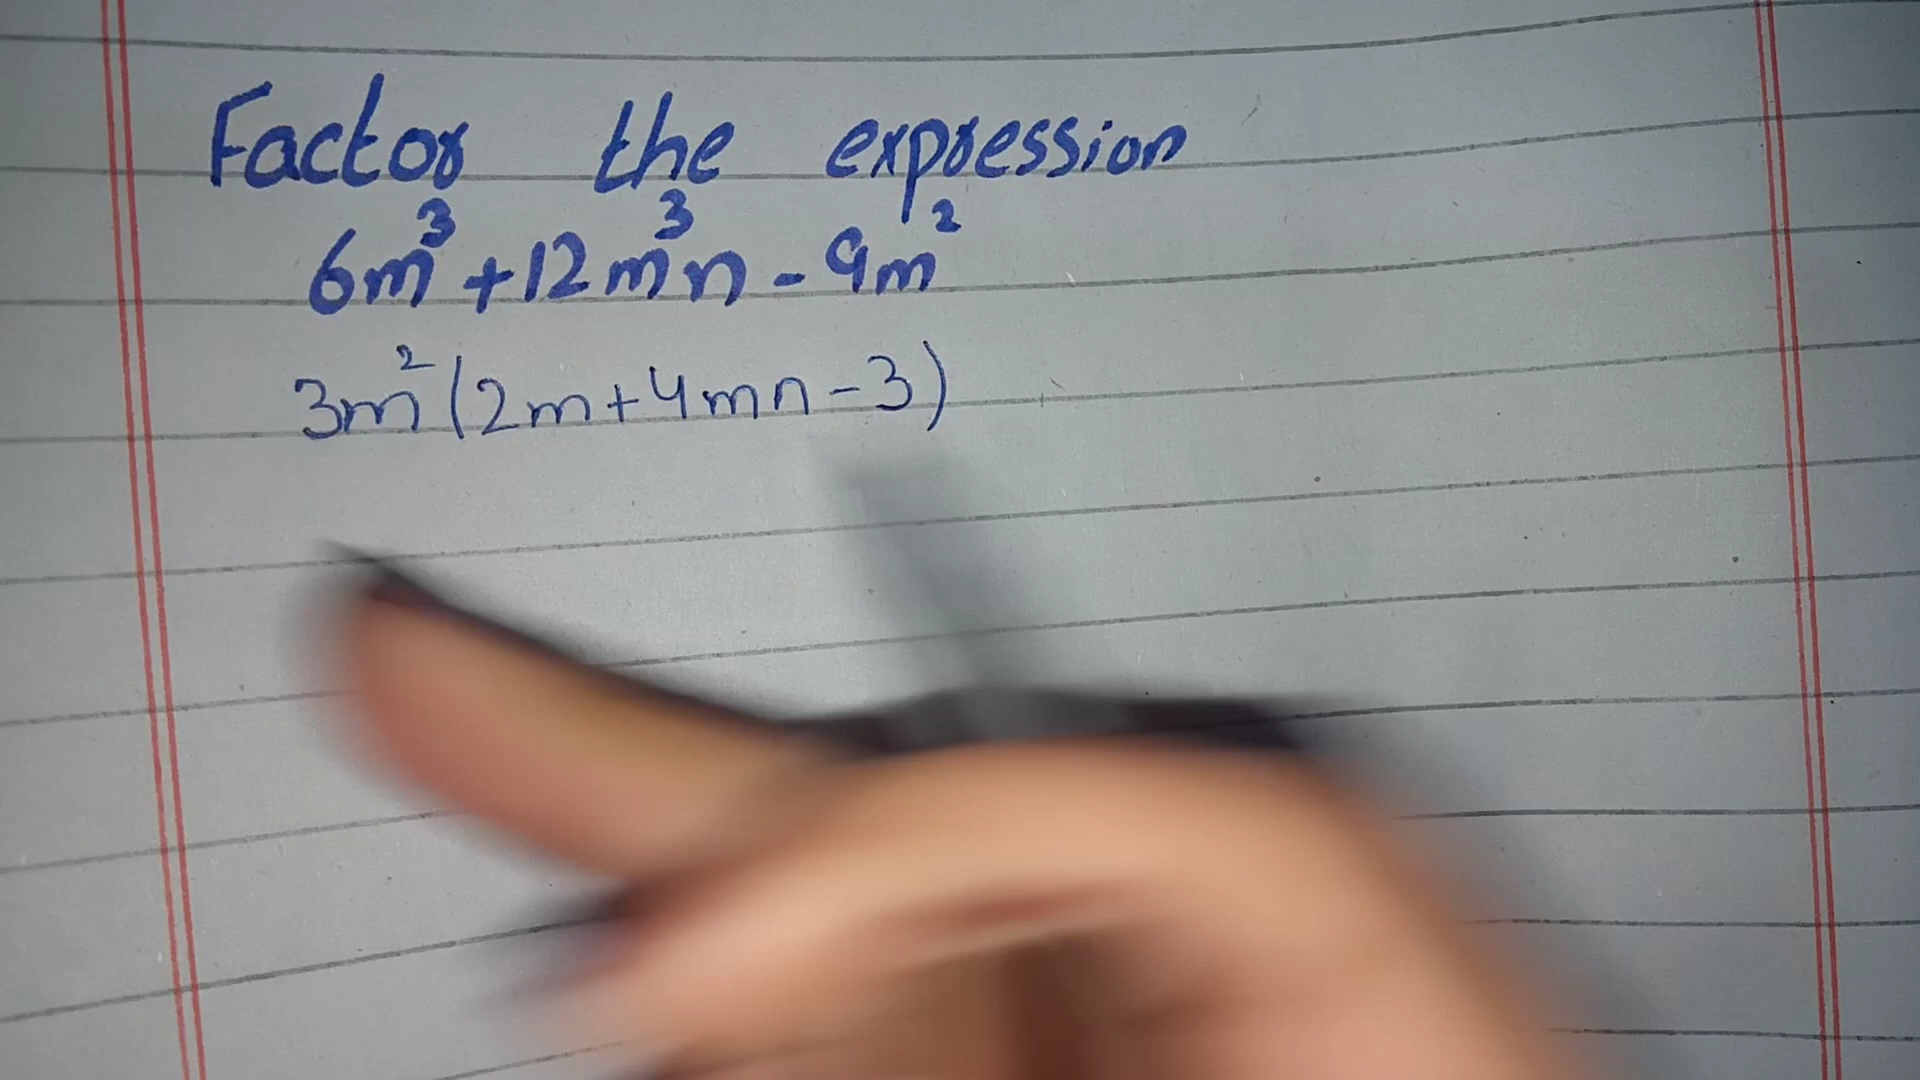 Factor the expression
6m³+12m³n-9m²
3m²(2m+4mn-3)